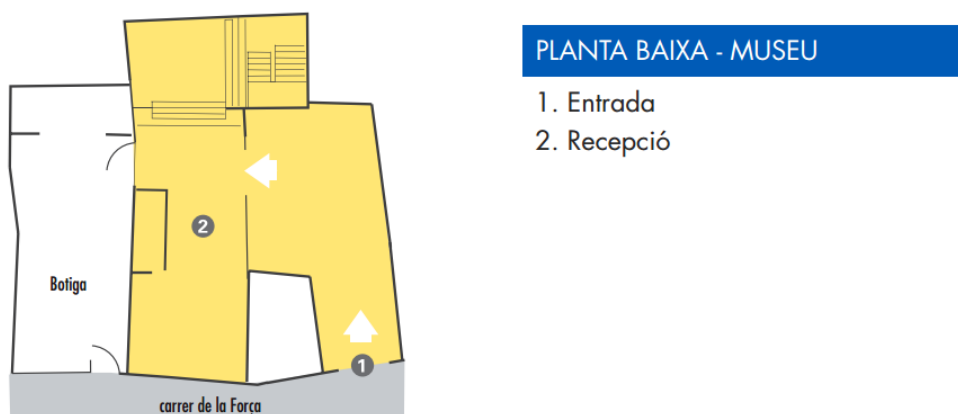 PLANTA BAIXA - MUSEU
1. Entrada
2. Recepció
2
Botiga
1
carrer de la Força